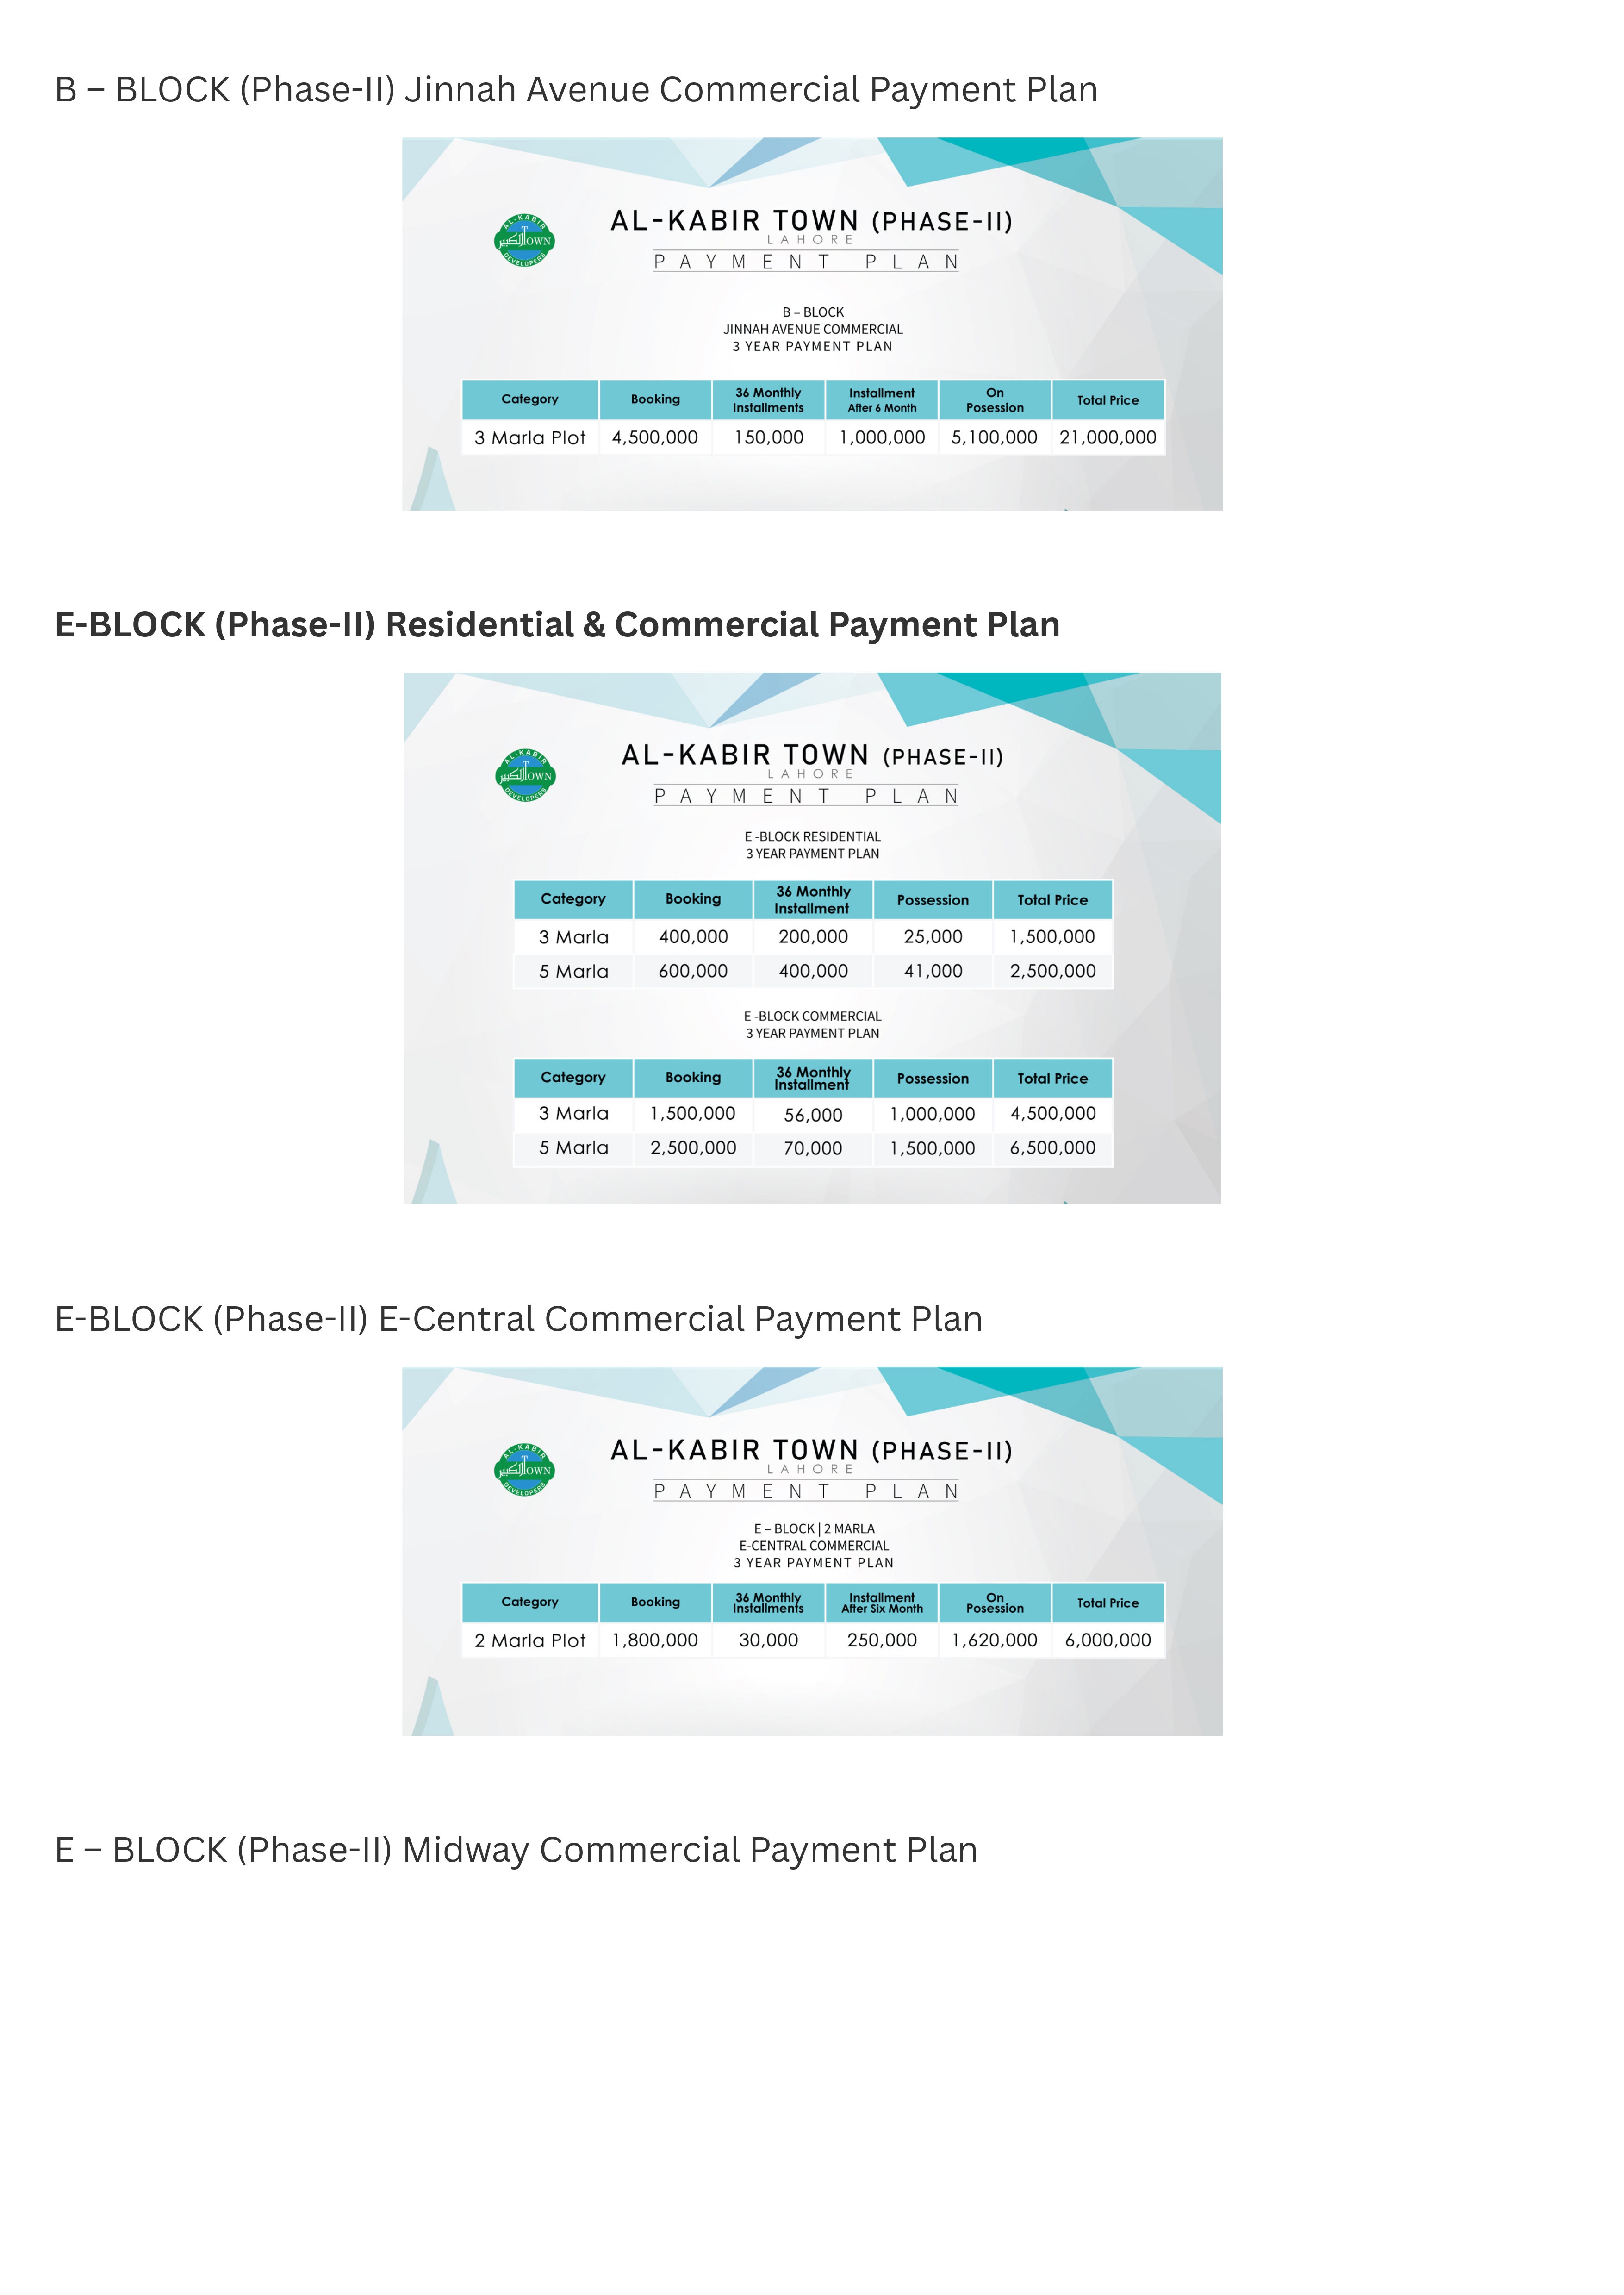 B – BLOCK (Phase-II) Jinnah Avenue Commercial Payment Plan
AL-KABIR
الكبير TOWN
DEVELOPERS
AL-KABIR TOWN (PHASE-II)
LAHORE
PAYMENT PLAN
B – BLOCK
JINNAH AVENUE COMMERCIAL
3 YEAR PAYMENT PLAN
Category Booking 36 Monthly Installments Installment After 6 Month On Posession Total Price
3 Marla Plot 4,500,000 150,000 1,000,000 5,100,000 21,000,000
E-BLOCK (Phase-II) Residential & Commercial Payment Plan
AL-KABIR
الكبير TOWN
DEVELOPERS
AL-KABIR TOWN (PHASE-II)
LAHORE
PAYMENT PLAN
E -BLOCK RESIDENTIAL
3 YEAR PAYMENT PLAN
Category Booking 36 Monthly Installment Possession Total Price
3 Marla 400,000 200,000 25,000 1,500,000
5 Marla 600,000 400,000 41,000 2,500,000
E -BLOCK COMMERCIAL
3 YEAR PAYMENT PLAN
Category Booking 36 Monthly Installment Possession Total Price
3 Marla 1,500,000 56,000 1,000,000 4,500,000
5 Marla 2,500,000 70,000 1,500,000 6,500,000
E-BLOCK (Phase-II) E-Central Commercial Payment Plan
AL-KABIR
الكبير TOWN
DEVELOPERS
AL-KABIR TOWN (PHASE-II)
LAHORE
PAYMENT PLAN
E – BLOCK | 2 MARLA
E-CENTRAL COMMERCIAL
3 YEAR PAYMENT PLAN
Category Booking 36 Monthly Installments Installment After Six Month On Posession Total Price
2 Marla Plot 1,800,000 30,000 250,000 1,620,000 6,000,000
E – BLOCK (Phase-II) Midway Commercial Payment Plan